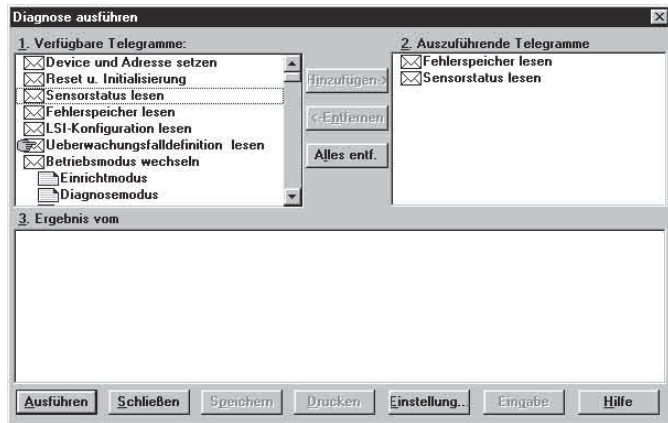 Diagnose ausführen
1. Verfügbare Telegramme:
Device und Adresse setzen
Reset u. Initialisierung
Sensorstatus lesen
Fehlerspeicher lesen
LSI-Konfiguration lesen
Ueberwachungsfalldefinition lesen
Betriebsmodus wechseln
Einrichtmodus
Diagnosemodus
Hinzufügen->
<-Entfernen
Alles entf.
2. Auszuführende Telegramme
Fehlerspeicher lesen
Sensorstatus lesen
3. Ergebnis vom
Ausführen
Schließen
Speichern
Drucken
Einstellung...
Eingabe
Hilfe